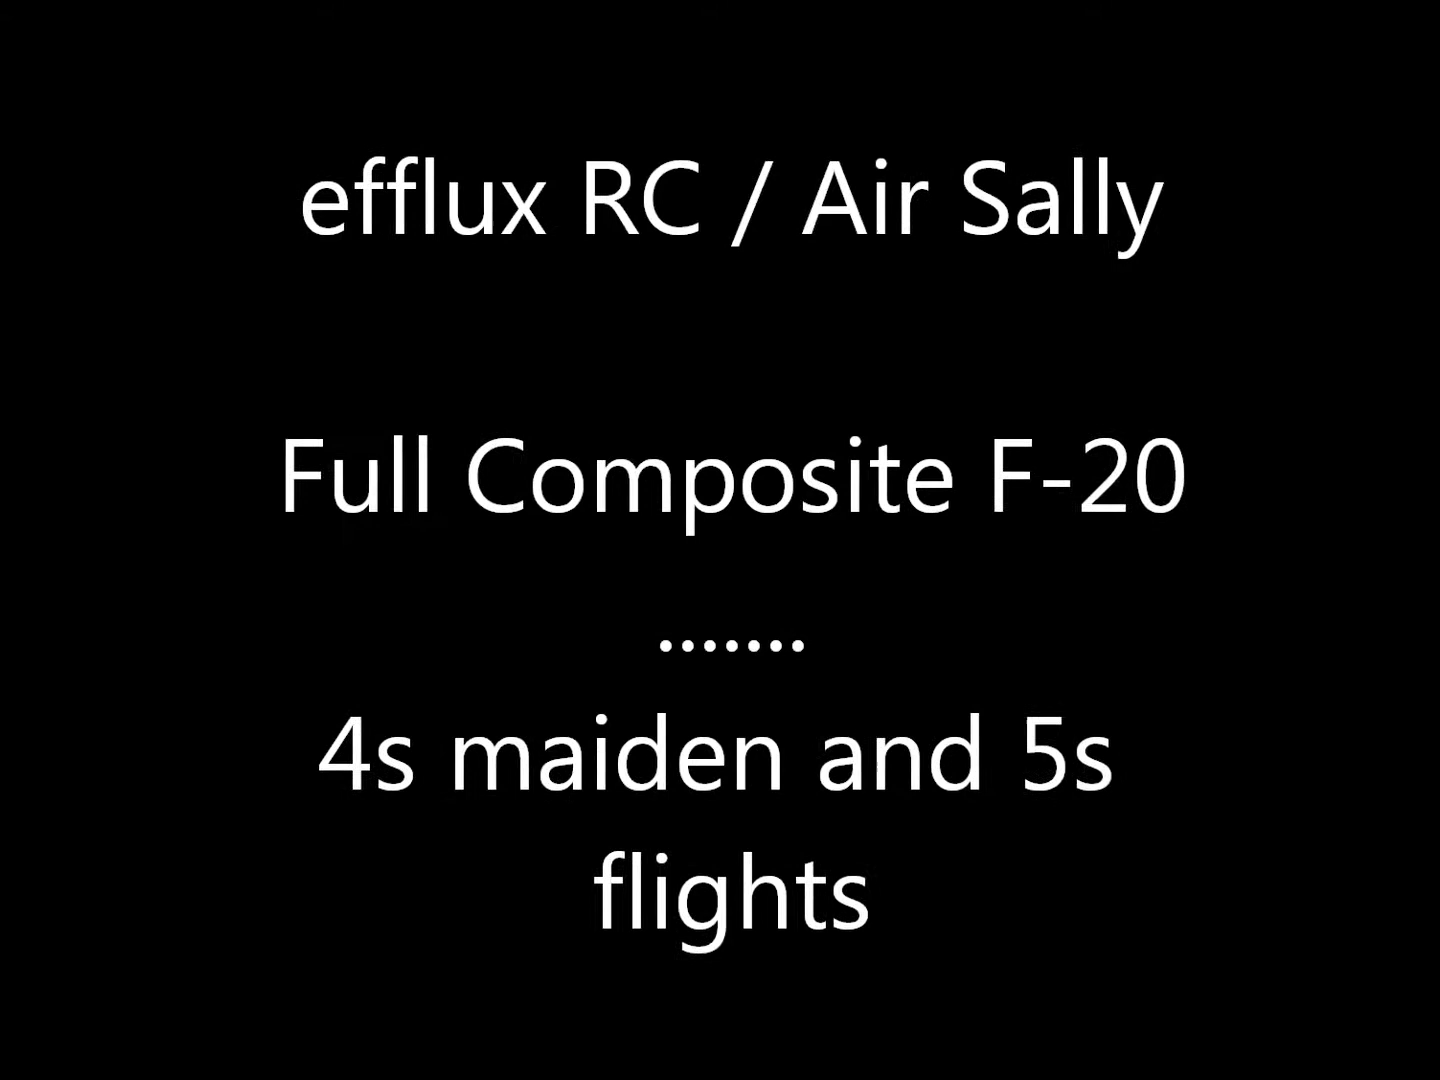 efflux RC / Air Sally
Full Composite F-20
.......
4s maiden and 5s
flights